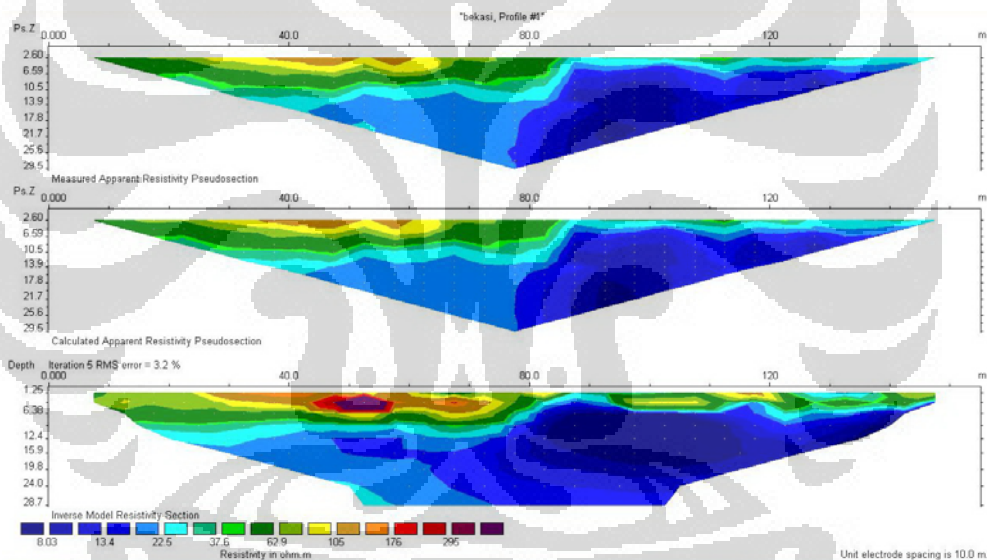 "bekasi, Profile #1"
Ps.Z 0.000 40.0 80.0 120 m
2.60
6.59
10.5
13.9
17.8
21.7
25.6
29.5
Measured Apparent Resistivity Pseudosection
Ps.Z 0.000 40.0 80.0 120 m
2.60
6.59
10.5
13.9
17.8
21.7
25.6
29.6
Calculated Apparent Resistivity Pseudosection
Depth Iteration 5 RMS error = 3.2 %
0.000 40.0 80.0 120 m
1.25
6.38
12.4
15.9
19.8
24.0
28.7
Inverse Model Resistivity Section
8.03 13.4 22.5 37.6 62.9 105 176 295
Resistivity in ohm.m
Unit electrode spacing is 10.0 m